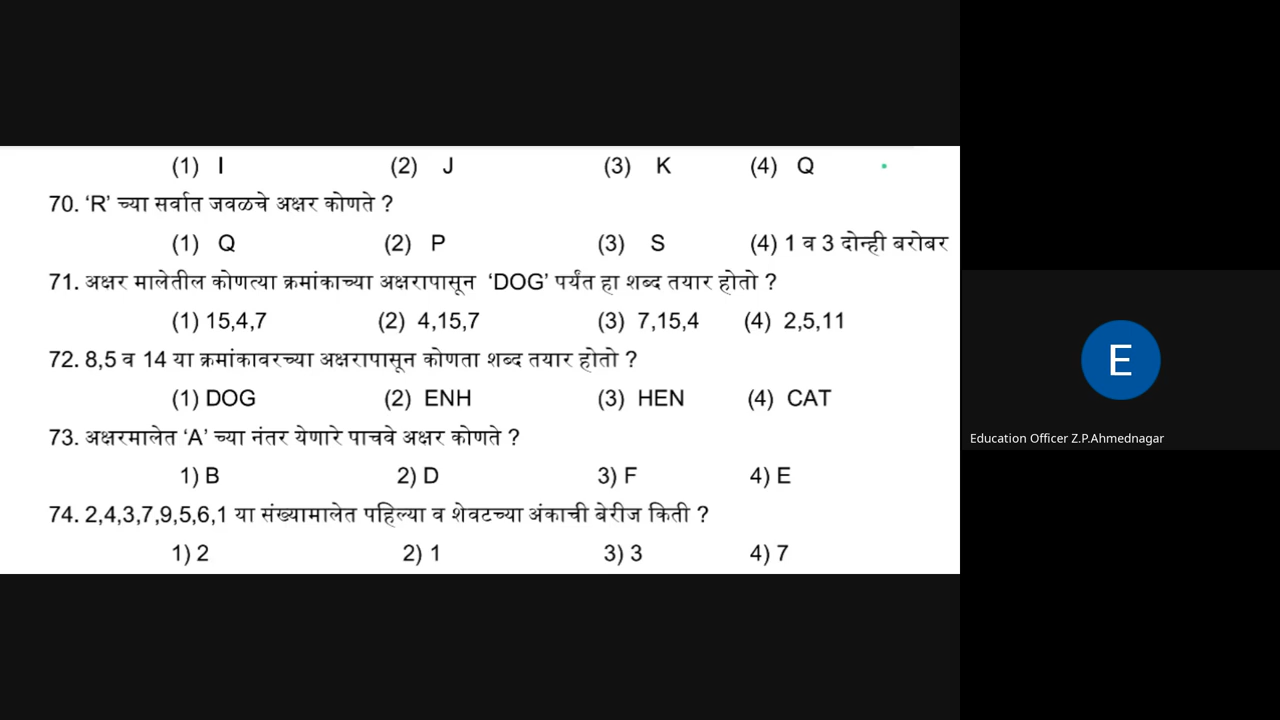 (1) I (2) J (3) K (4) Q
70. ‘R’ च्या सर्वात जवळचे अक्षर कोणते ?
(1) Q (2) P (3) S (4) 1 व 3 दोन्ही बरोबर
71. अक्षर मालेतील कोणत्या क्रमांकाच्या अक्षरापासून ‘DOG’ पर्यंत हा शब्द तयार होतो ?
(1) 15,4,7 (2) 4,15,7 (3) 7,15,4 (4) 2,5,11
72. 8,5 व 14 या क्रमांकावरच्या अक्षरापासून कोणता शब्द तयार होतो ?
(1) DOG (2) ENH (3) HEN (4) CAT
73. अक्षरमालेत ‘A’ च्या नंतर येणारे पाचवे अक्षर कोणते ?
1) B 2) D 3) F 4) E
74. 2,4,3,7,9,5,6,1 या संख्यामालेत पहिल्या व शेवटच्या अंकाची बेरीज किती ?
1) 2 2) 1 3) 3 4) 7
E
Education Officer Z.P.Ahmednagar